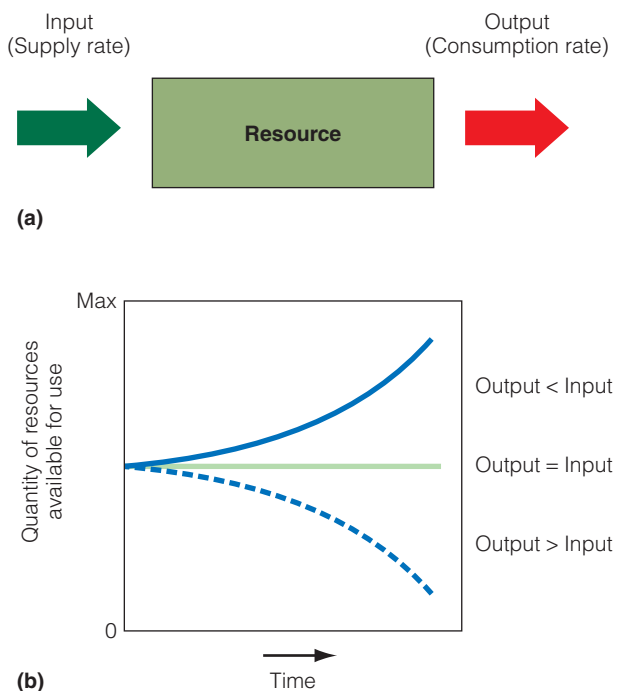 Input
(Supply rate)
Output
(Consumption rate)
Resource
(a)
Max
Quantity of resources
available for use
Output < Input
Output = Input
Output > Input
0
Time
(b)